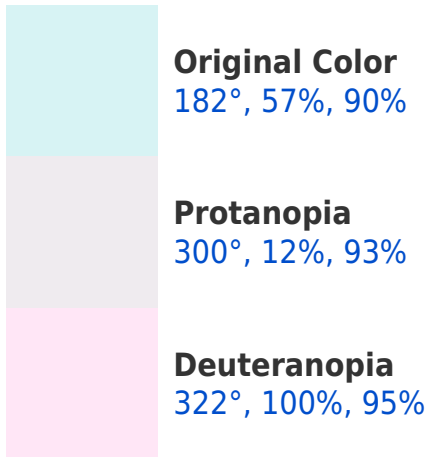 Original Color
182°, 57%, 90%
Protanopia
300°, 12%, 93%
Deuteranopia
322°, 100%, 95%